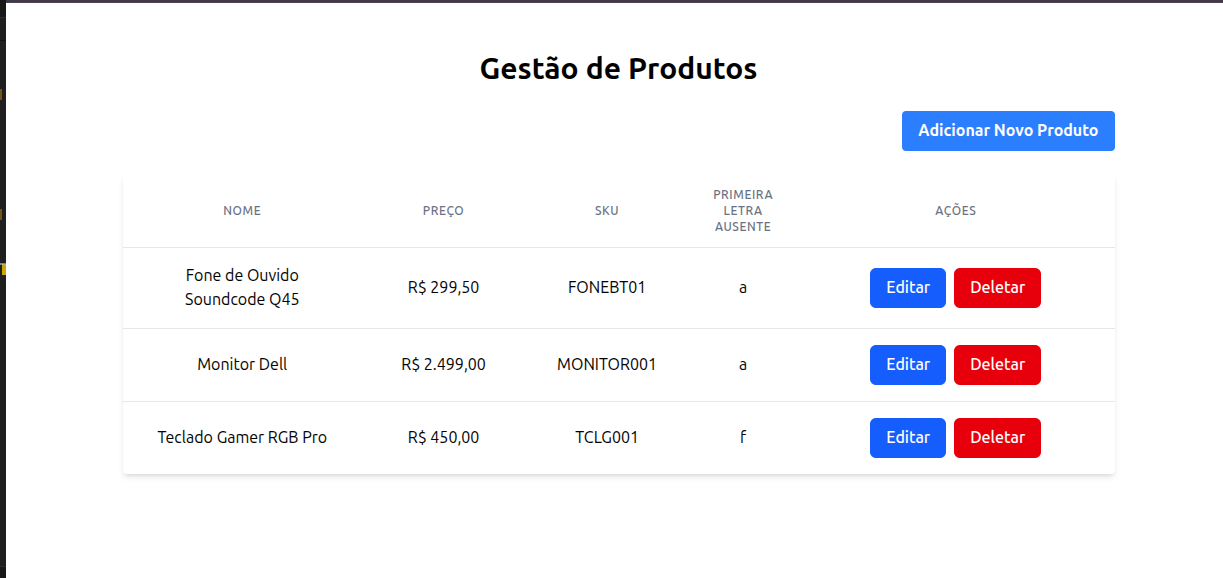 Gestão de Produtos
Adicionar Novo Produto
NOME PREÇO SKU PRIMEIRA LETRA AUSENTE AÇÕES
Fone de Ouvido Soundcode Q45 R$ 299,50 FONEBT01 a Editar Deletar
Monitor Dell R$ 2.499,00 MONITOR001 a Editar Deletar
Teclado Gamer RGB Pro R$ 450,00 TCLG001 f Editar Deletar